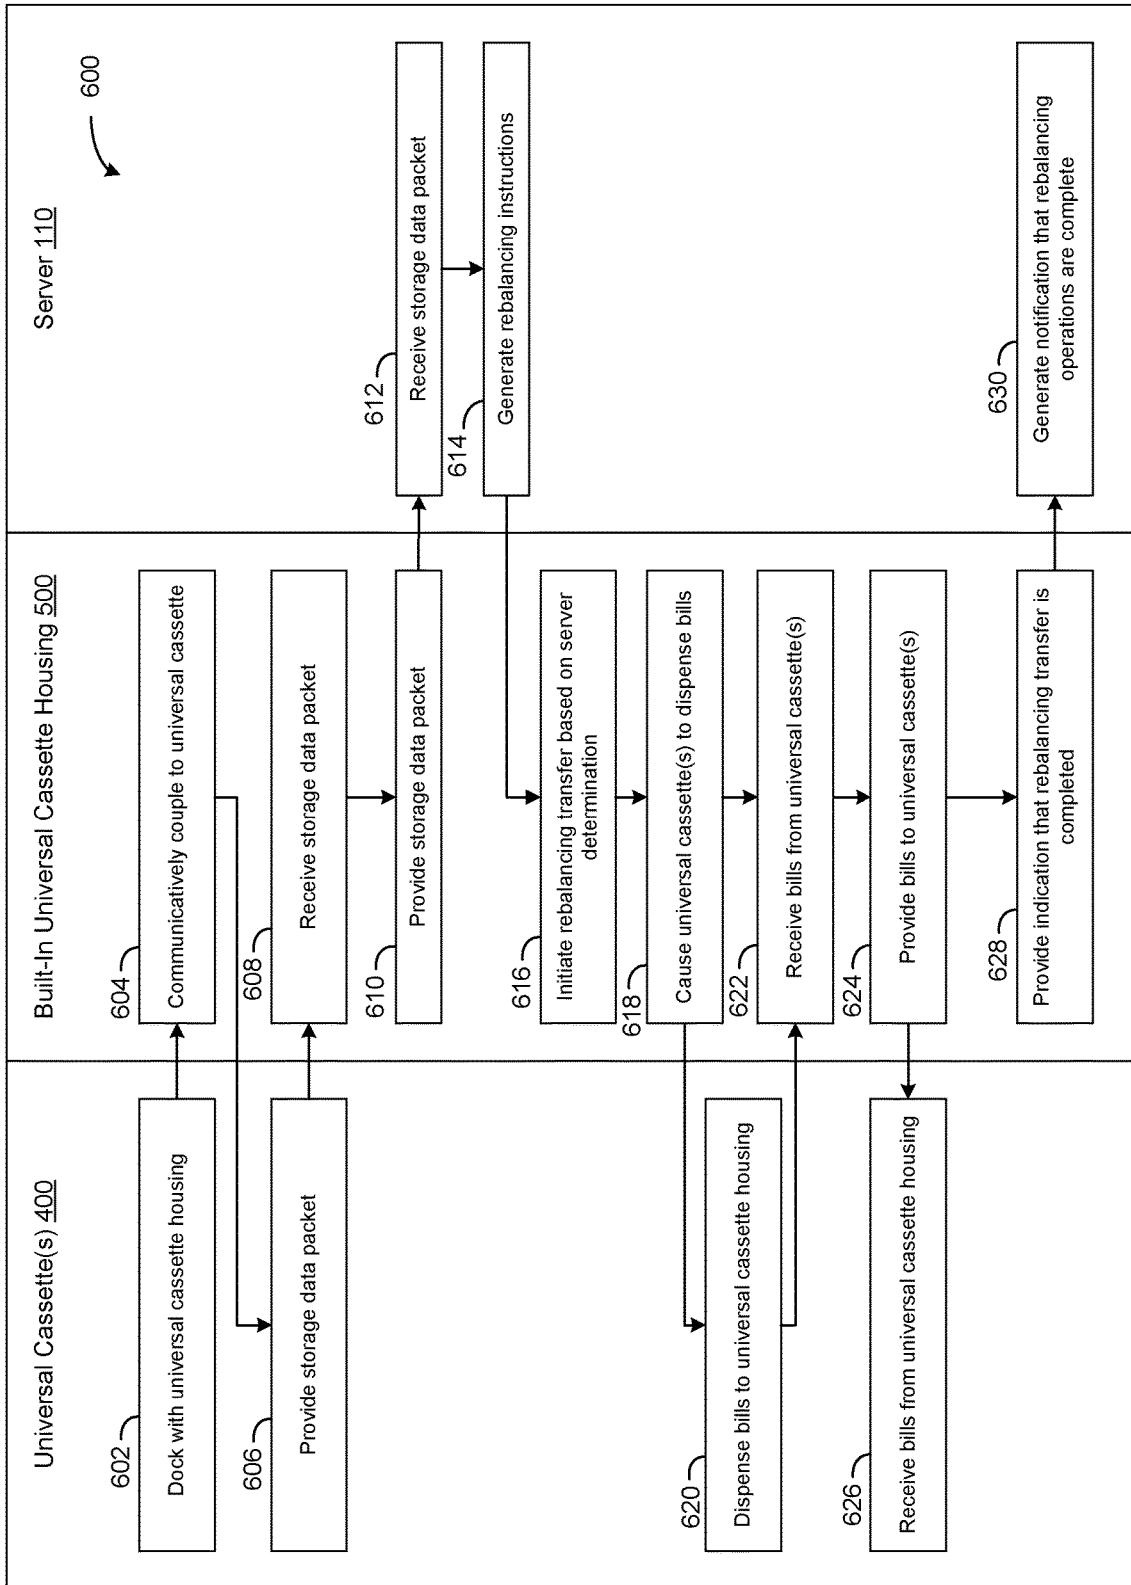 Universal Cassette(s) 400
Built-In Universal Cassette Housing 500
Server 110
600
602
Dock with universal cassette housing
604
Communicatively couple to universal cassette
606
Provide storage data packet
608
Receive storage data packet
610
Provide storage data packet
612
Receive storage data packet
614
Generate rebalancing instructions
616
Initiate rebalancing transfer based on server
determination
618
Cause universal cassette(s) to dispense bills
620
Dispense bills to universal cassette housing
622
Receive bills from universal cassette(s)
624
Provide bills to universal cassette(s)
626
Receive bills from universal cassette housing
628
Provide indication that rebalancing transfer is
completed
630
Generate notification that rebalancing
operations are complete